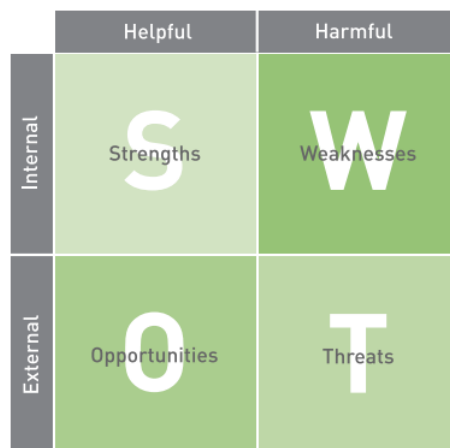 Helpful
Harmful
Internal
S
Strengths
W
Weaknesses
External
O
Opportunities
T
Threats